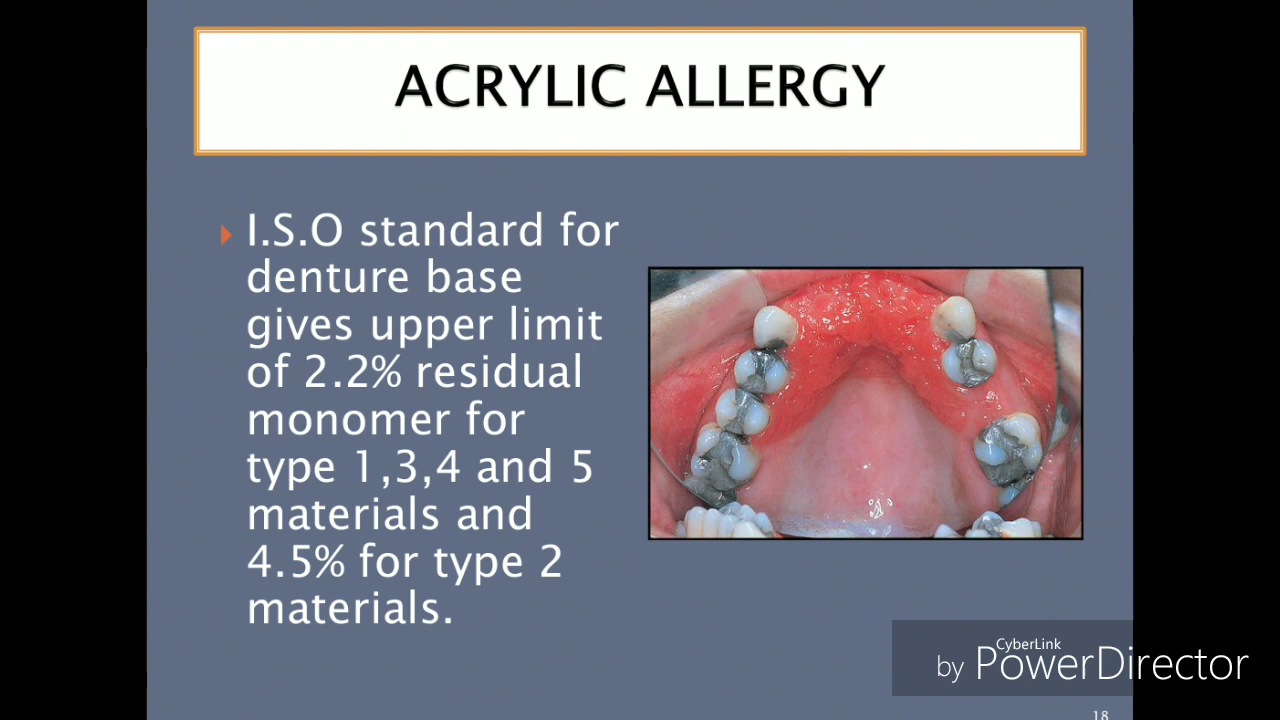 ACRYLIC ALLERGY
I.S.O standard for
denture base
gives upper limit
of 2.2% residual
monomer for
type 1,3,4 and 5
materials and
4.5% for type 2
materials.
CyberLink
by PowerDirector
18